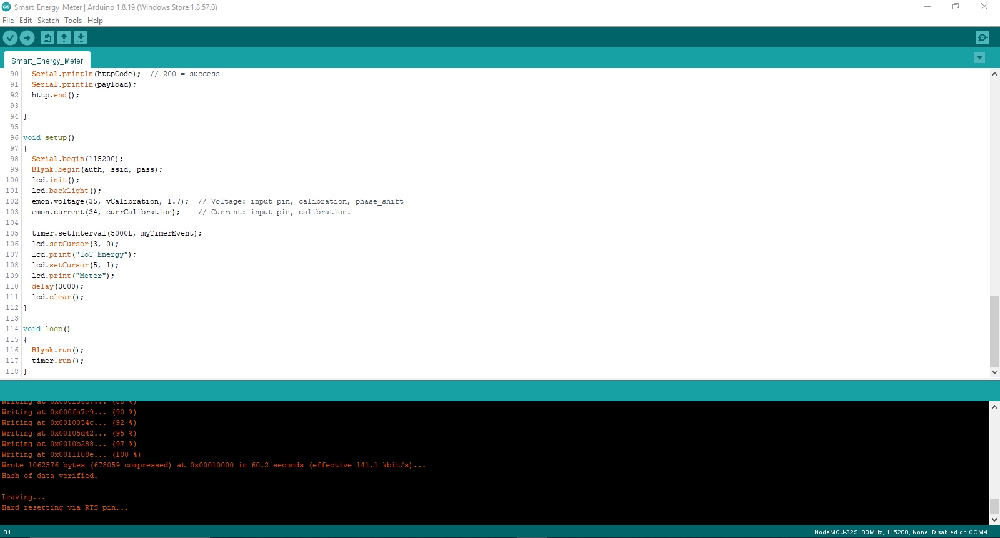 Smart_Energy_Meter | Arduino 1.8.19 (Windows Store 1.8.57.0)
File Edit Sketch Tools Help
Smart_Energy_Meter
90 Serial.println(httpCode); // 200 = success
91 Serial.println(payload);
92 http.end();
93
94 }
95
96 void setup()
97 {
98 Serial.begin(115200);
99 Blynk.begin(auth, ssid, pass);
100 lcd.init();
101 lcd.backlight();
102 emon.voltage(35, vCalibration, 1.7); // Voltage: input pin, calibration, phase_shift
103 emon.current(34, currCalibration); // Current: input pin, calibration.
104
105 timer.setInterval(5000L, myTimerEvent);
106 lcd.setCursor(3, 0);
107 lcd.print("IoT Energy");
108 lcd.setCursor(5, 1);
109 lcd.print("Meter");
110 delay(3000);
111 lcd.clear();
112 }
113
114 void loop()
115 {
116 Blynk.run();
117 timer.run();
118 }
Writing at
Writing at 0x000fa7e9... (90 %)
Writing at 0x0010054c... (92 %)
Writing at 0x00105d42... (95 %)
Writing at 0x0010b288... (97 %)
Writing at 0x0011108e... (100 %)
Wrote 1062576 bytes (678059 compressed) at 0x00010000 in 60.2 seconds (effective 141.1 kbit/s)...
Hash of data verified.
Leaving...
Hard resetting via RTS pin...
81 NodeMCU-32S, 80MHz, 115200, None, Disabled on COM4